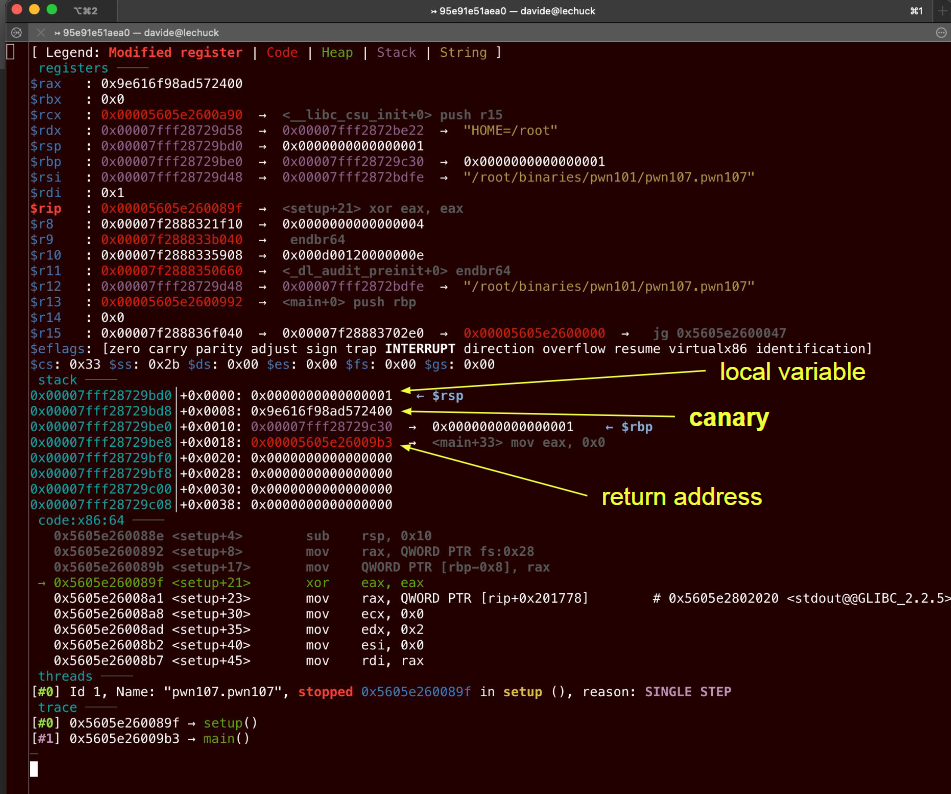 ⌥⌘2
↣ 95e91e51aea0 — davide@lechuck
⌘1
↣ 95e91e51aea0 — davide@lechuck
[ Legend: Modified register | Code | Heap | Stack | String ]
registers ────
$rax   : 0x9e616f98ad572400
$rbx   : 0x0
$rcx   : 0x00005605e2600a90  →  <__libc_csu_init+0> push r15
$rdx   : 0x00007fff28729d58  →  0x00007fff2872be22  →  "HOME=/root"
$rsp   : 0x00007fff28729bd0  →  0x0000000000000001
$rbp   : 0x00007fff28729be0  →  0x00007fff28729c30  →  0x0000000000000001
$rsi   : 0x00007fff28729d48  →  0x00007fff2872bdfe  →  "/root/binaries/pwn101/pwn107.pwn107"
$rdi   : 0x1
$rip   : 0x00005605e260089f  →  <setup+21> xor eax, eax
$r8    : 0x00007f2888321f10  →  0x0000000000000004
$r9    : 0x00007f288833b040  →   endbr64
$r10   : 0x00007f2888335908  →  0x000d00120000000e
$r11   : 0x00007f2888350660  →  <_dl_audit_preinit+0> endbr64
$r12   : 0x00007fff28729d48  →  0x00007fff2872bdfe  →  "/root/binaries/pwn101/pwn107.pwn107"
$r13   : 0x00005605e2600992  →  <main+0> push rbp
$r14   : 0x0
$r15   : 0x00007f288836f040  →  0x00007f28883702e0  →  0x00005605e2600000  →   jg 0x5605e2600047
$eflags: [zero carry parity adjust sign trap INTERRUPT direction overflow resume virtualx86 identification]
$cs: 0x33 $ss: 0x2b $ds: 0x00 $es: 0x00 $fs: 0x00 $gs: 0x00
local variable
stack ────
0x00007fff28729bd0│+0x0000: 0x0000000000000001   ← $rsp
0x00007fff28729bd8│+0x0008: 0x9e616f98ad572400
canary
0x00007fff28729be0│+0x0010: 0x00007fff28729c30  →  0x0000000000000001    ← $rbp
0x00007fff28729be8│+0x0018: 0x00005605e26009b3  →  <main+33> mov eax, 0x0
0x00007fff28729bf0│+0x0020: 0x0000000000000000
0x00007fff28729bf8│+0x0028: 0x0000000000000000
0x00007fff28729c00│+0x0030: 0x0000000000000000
return address
0x00007fff28729c08│+0x0038: 0x0000000000000000
code:x86:64 ────
0x5605e260088e <setup+4>        sub    rsp, 0x10
0x5605e2600892 <setup+8>        mov    rax, QWORD PTR fs:0x28
0x5605e260089b <setup+17>       mov    QWORD PTR [rbp-0x8], rax
→ 0x5605e260089f <setup+21>       xor    eax, eax
0x5605e26008a1 <setup+23>       mov    rax, QWORD PTR [rip+0x201778]        # 0x5605e2802020 <stdout@@GLIBC_2.2.5>
0x5605e26008a8 <setup+30>       mov    ecx, 0x0
0x5605e26008ad <setup+35>       mov    edx, 0x2
0x5605e26008b2 <setup+40>       mov    esi, 0x0
0x5605e26008b7 <setup+45>       mov    rdi, rax
threads ────
[#0] Id 1, Name: "pwn107.pwn107", stopped 0x5605e260089f in setup (), reason: SINGLE STEP
trace ────
[#0] 0x5605e260089f → setup()
[#1] 0x5605e26009b3 → main()